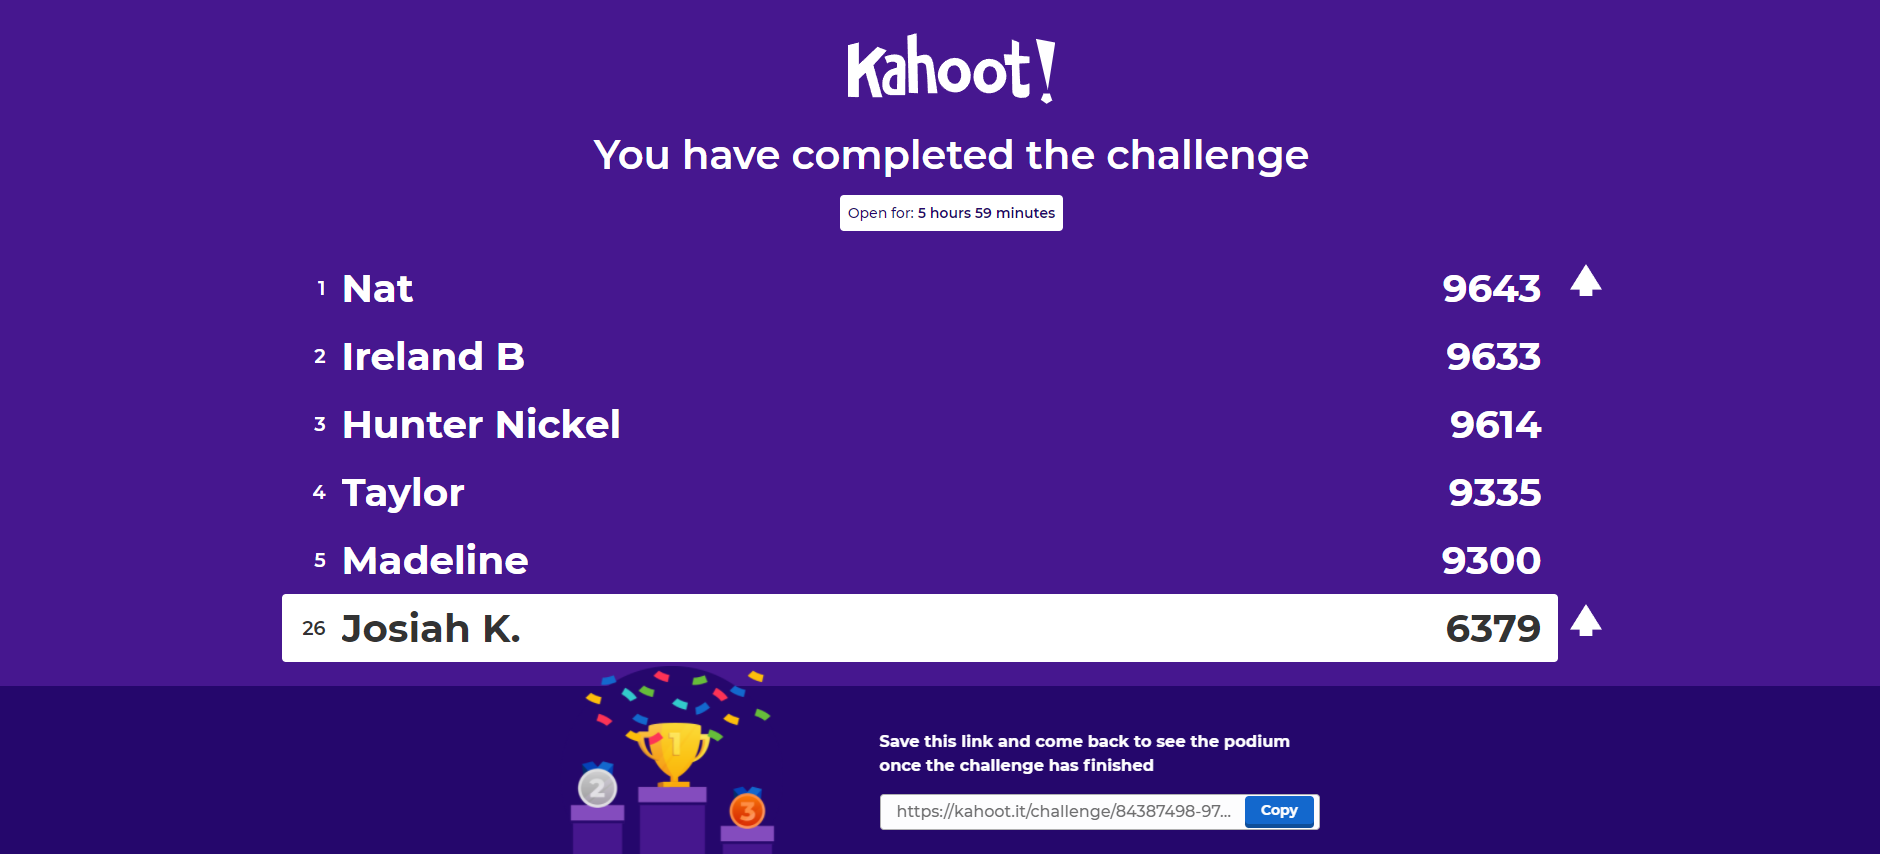 Kahoot!
You have completed the challenge
Open for: 5 hours 59 minutes
1 Nat 9643
2 Ireland B 9633
3 Hunter Nickel 9614
4 Taylor 9335
5 Madeline 9300
26 Josiah K. 6379
1
2
3
Save this link and come back to see the podium
once the challenge has finished
https://kahoot.it/challenge/84387498-97... Copy